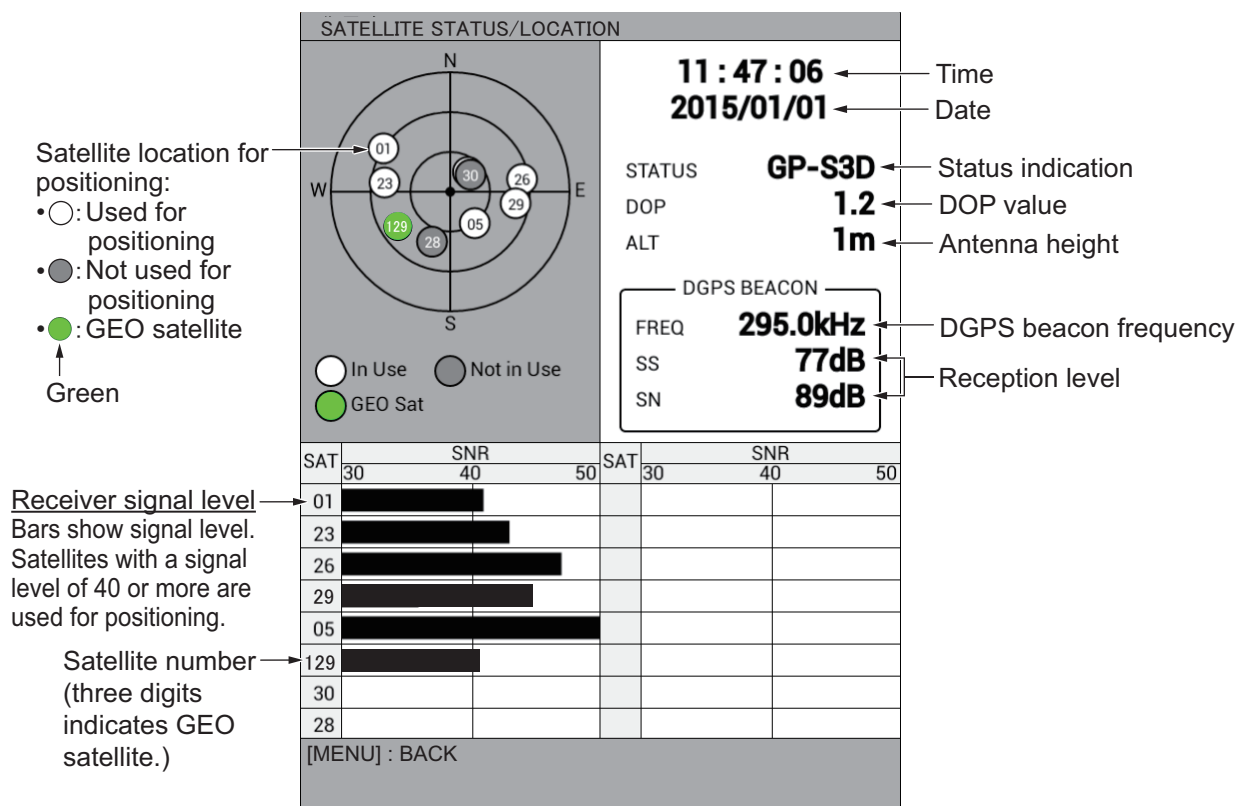 SATELLITE STATUS/LOCATION
N
W
E
S
01
23
30
26
29
05
129
28
In Use
Not in Use
GEO Sat
11 : 47 : 06
2015/01/01
STATUS GP-S3D
DOP 1.2
ALT 1m
DGPS BEACON
FREQ 295.0kHz
SS 77dB
SN 89dB
Time
Date
Status indication
DOP value
Antenna height
DGPS beacon frequency
Reception level
Satellite location for
positioning:
•○: Used for
positioning
•●: Not used for
positioning
•●: GEO satellite
Green
SAT SNR SAT SNR
30 40 50 30 40 50
01
23
26
29
05
129
30
28
Receiver signal level
Bars show signal level.
Satellites with a signal
level of 40 or more are
used for positioning.
Satellite number
(three digits
indicates GEO
satellite.)
[MENU] : BACK